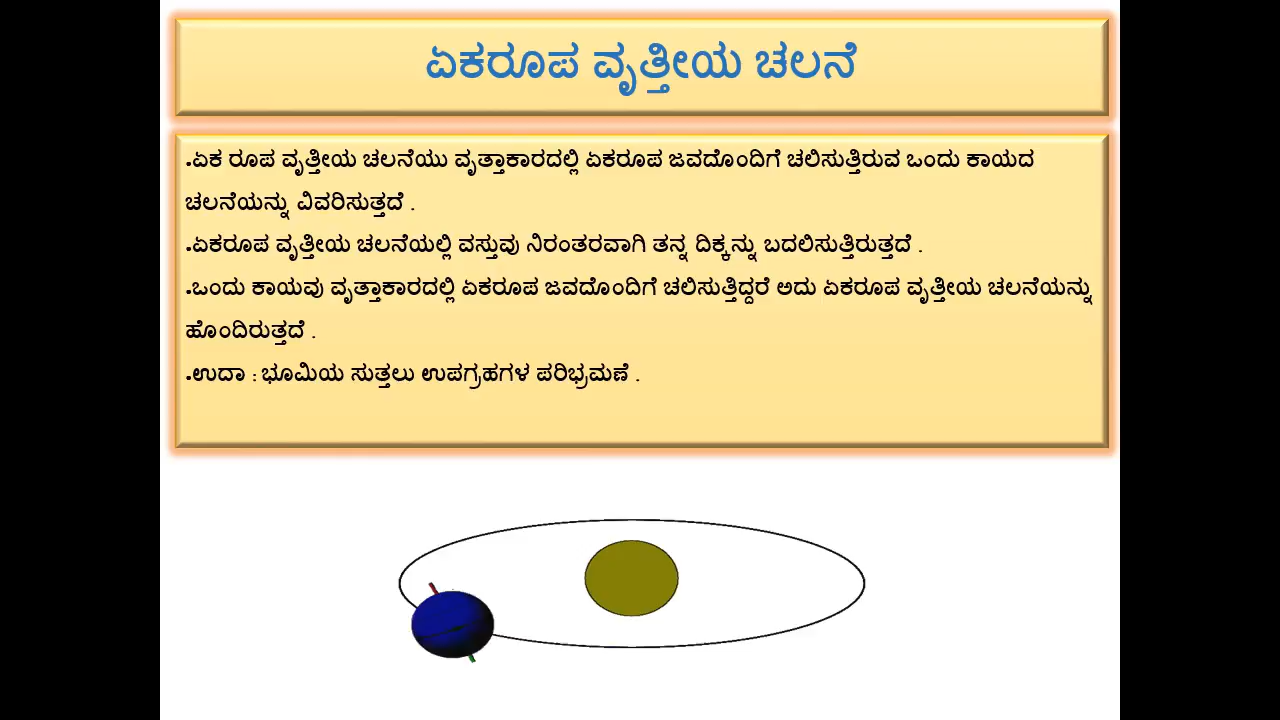 ಏಕರೂಪ ವೃತ್ತೀಯ ಚಲನೆ
•ಏಕ ರೂಪ ವೃತ್ತೀಯ ಚಲನೆಯು ವೃತ್ತಾಕಾರದಲ್ಲಿ ಏಕರೂಪ ಜವದೊಂದಿಗೆ ಚಲಿಸುತ್ತಿರುವ ಒಂದು ಕಾಯದ
ಚಲನೆಯನ್ನು ವಿವರಿಸುತ್ತದೆ .
•ಏಕರೂಪ ವೃತ್ತೀಯ ಚಲನೆಯಲ್ಲಿ ವಸ್ತುವು ನಿರಂತರವಾಗಿ ತನ್ನ ದಿಕ್ಕನ್ನು ಬದಲಿಸುತ್ತಿರುತ್ತದೆ .
•ಒಂದು ಕಾಯವು ವೃತ್ತಾಕಾರದಲ್ಲಿ ಏಕರೂಪ ಜವದೊಂದಿಗೆ ಚಲಿಸುತ್ತಿದ್ದರೆ ಅದು ಏಕರೂಪ ವೃತ್ತೀಯ ಚಲನೆಯನ್ನು
ಹೊಂದಿರುತ್ತದೆ .
•ಉದಾ : ಭೂಮಿಯ ಸುತ್ತಲು ಉಪಗ್ರಹಗಳ ಪರಿಭ್ರಮಣೆ .